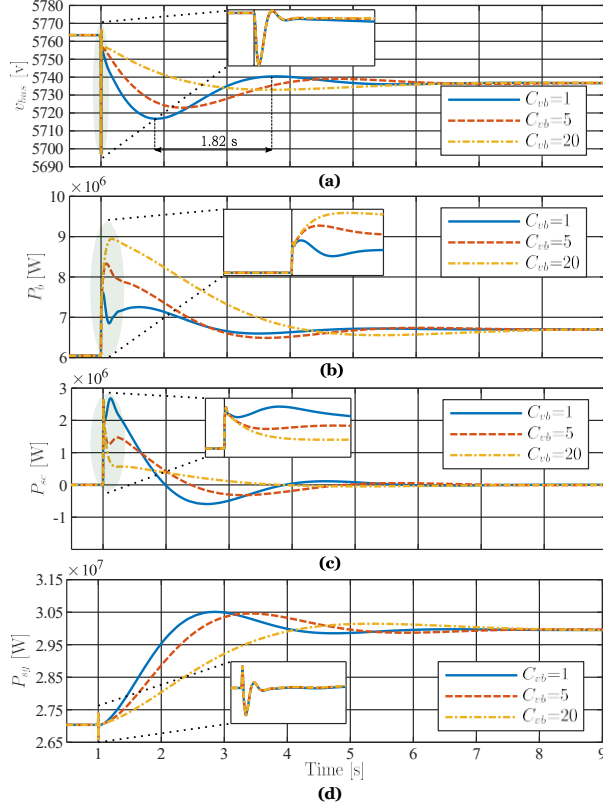 5780
5770
5760
5750
5740
5730
5720
5710
5700
5690
v_bus [v]
1.82 s
C_vb=1
C_vb=5
C_vb=20
(a)
×10^6
10
9
8
7
6
P_b [W]
C_vb=1
C_vb=5
C_vb=20
(b)
×10^6
3
2
1
0
-1
P_sc [W]
C_vb=1
C_vb=5
C_vb=20
(c)
×10^7
3.15
3.05
2.95
2.85
2.75
2.65
P_sg [W]
C_vb=1
C_vb=5
C_vb=20
1 2 3 4 5 6 7 8 9
Time [s]
(d)